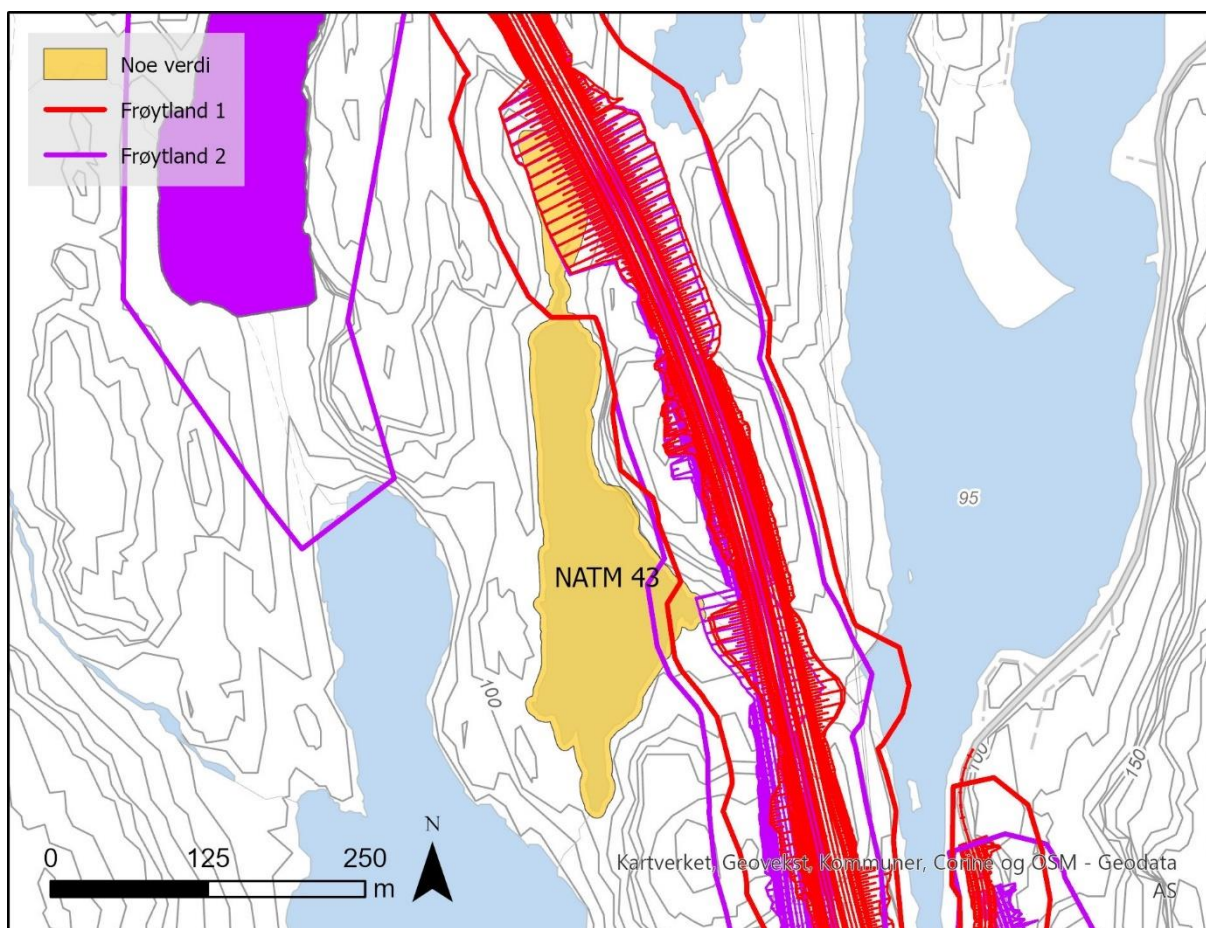 Noe verdi
Frøytland 1
Frøytland 2
95
NATM 43
100
100
150
N
0 125 250
m
Kartverket, Geovekst, Kommuner, Corine og OSM - Geodata
AS